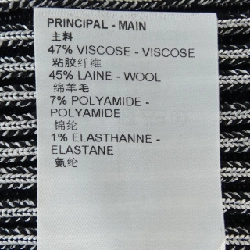 PRINCIPAL - MAIN
主料
47% VISCOSE - VISCOSE
粘胶纤维
45% LAINE - WOOL
绵羊毛
7% POLYAMIDE -
POLYAMIDE
锦纶
1% ELASTHANNE -
ELASTANE
氨纶